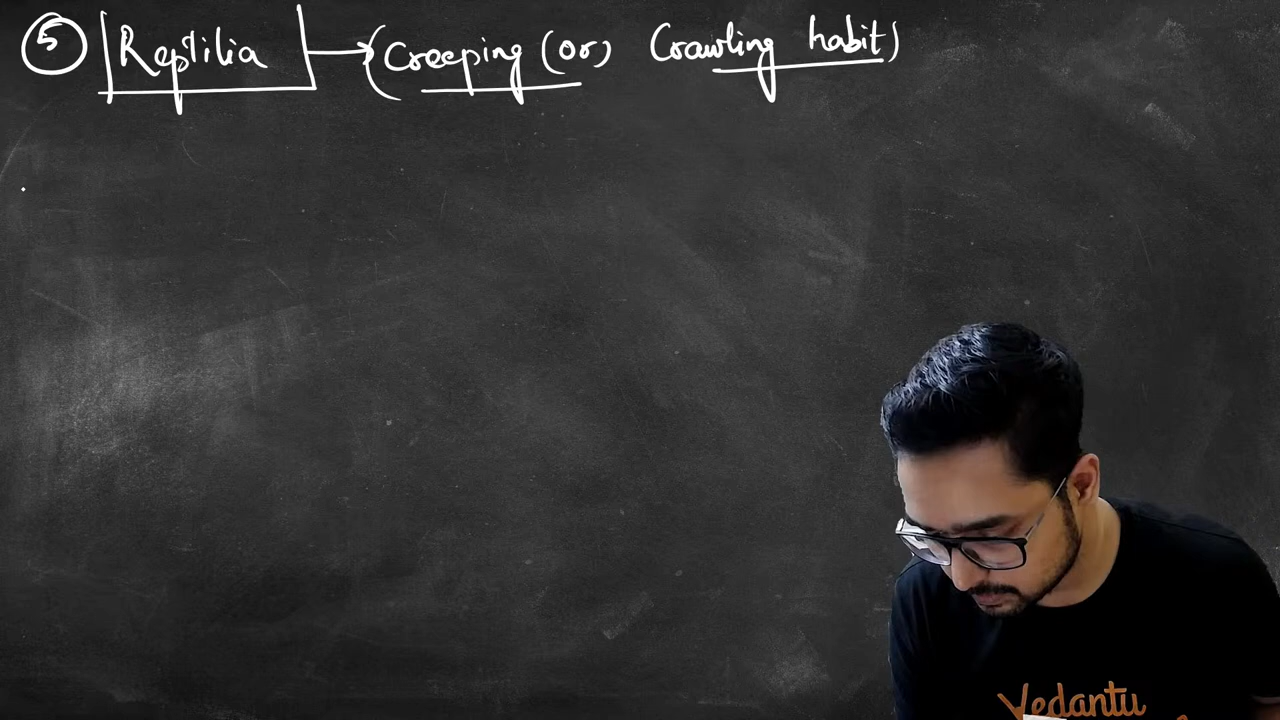 5 Reptilia → (Creeping (or) Crawling habit)
Vedantu